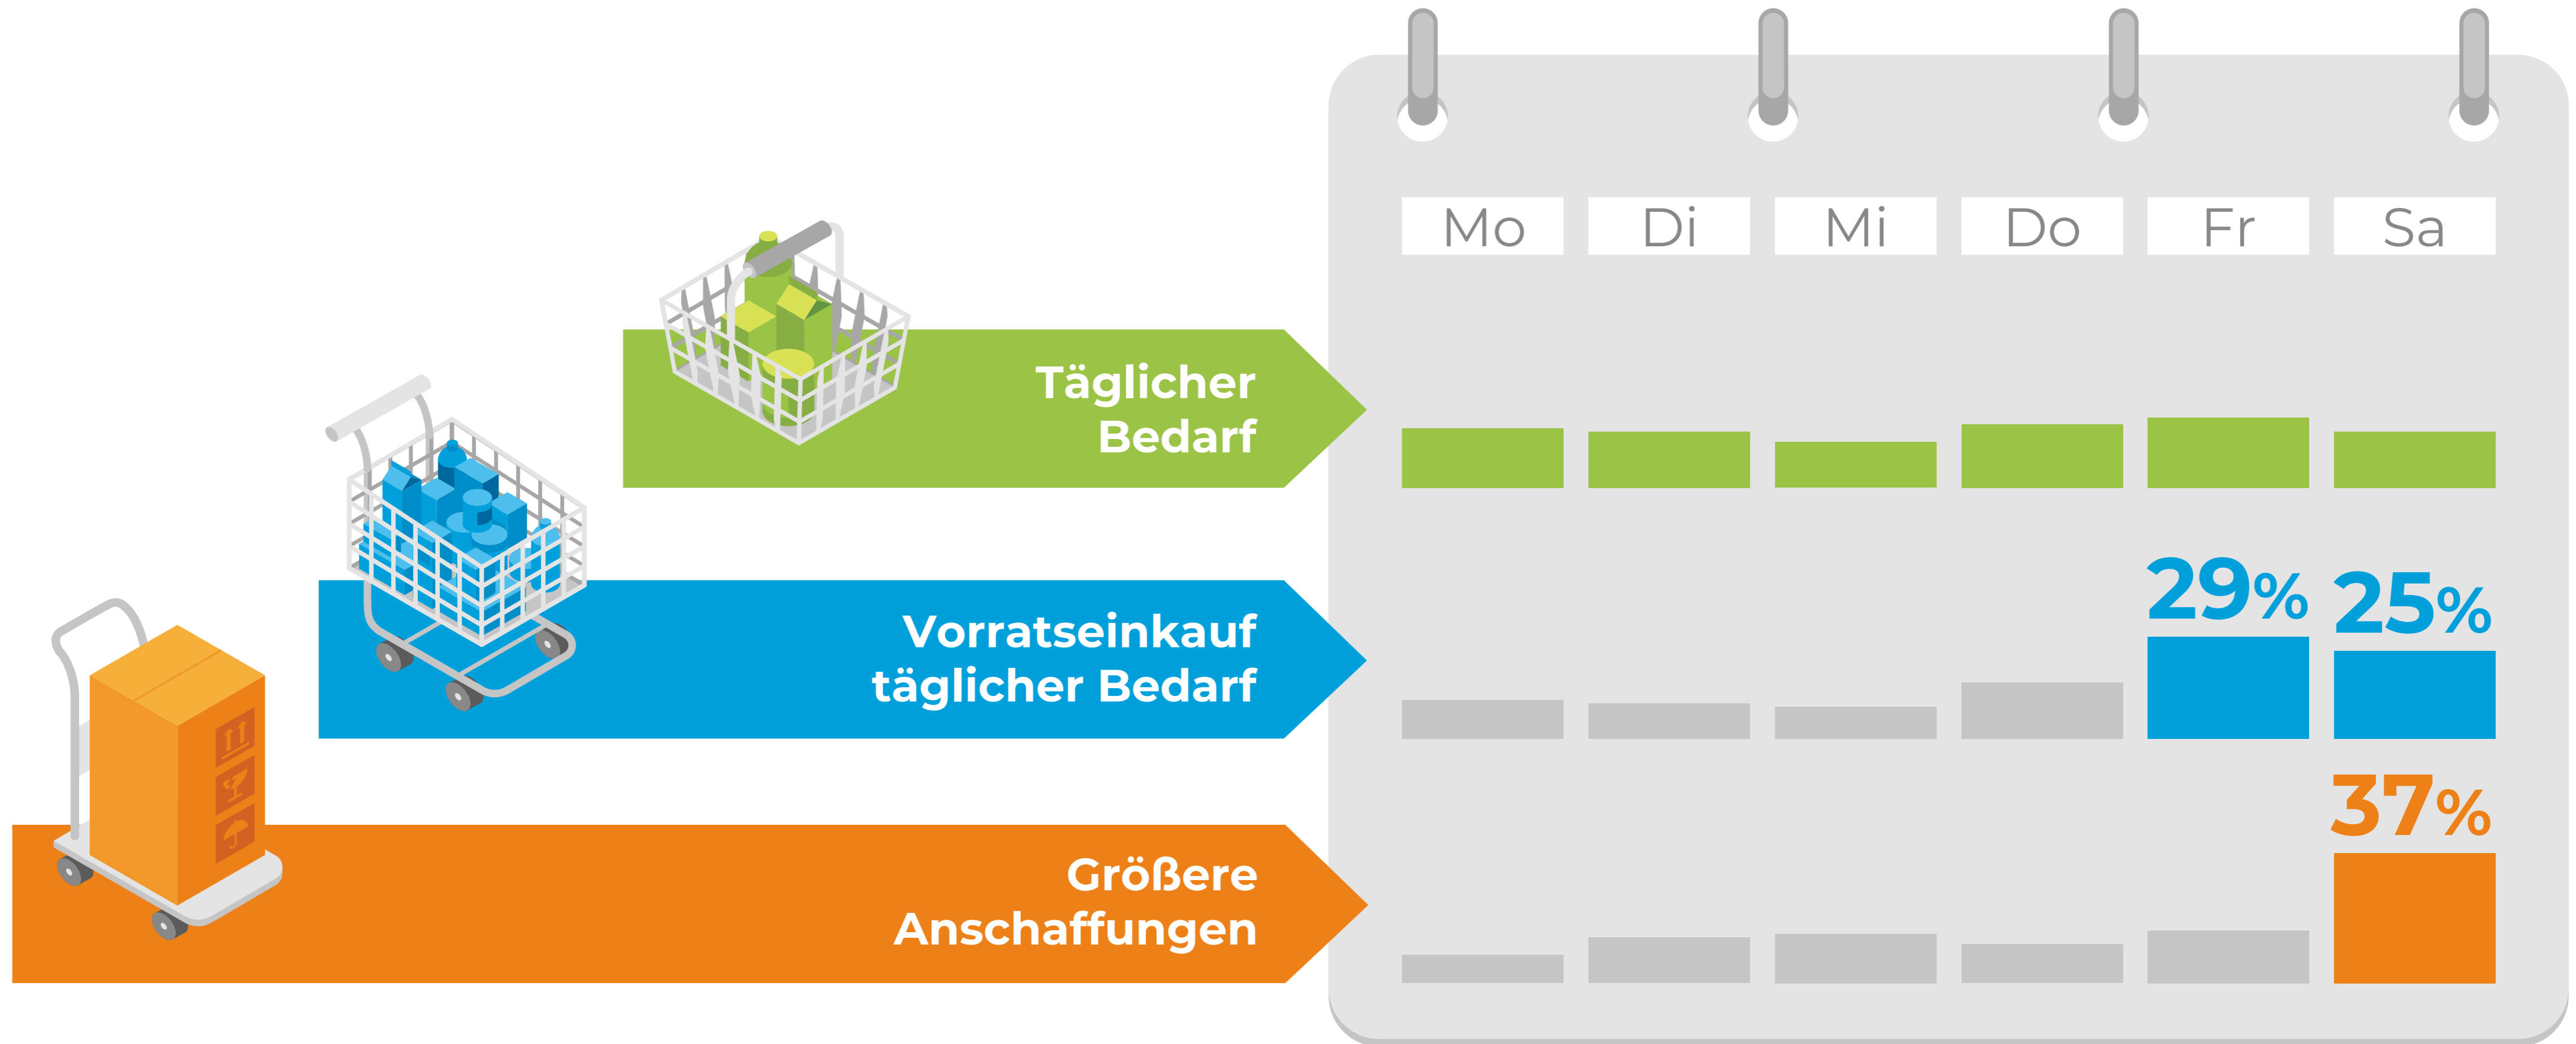 Mo Di Mi Do Fr Sa
Täglicher
Bedarf
29% 25%
Vorratseinkauf
täglicher Bedarf
37%
Größere
Anschaffungen